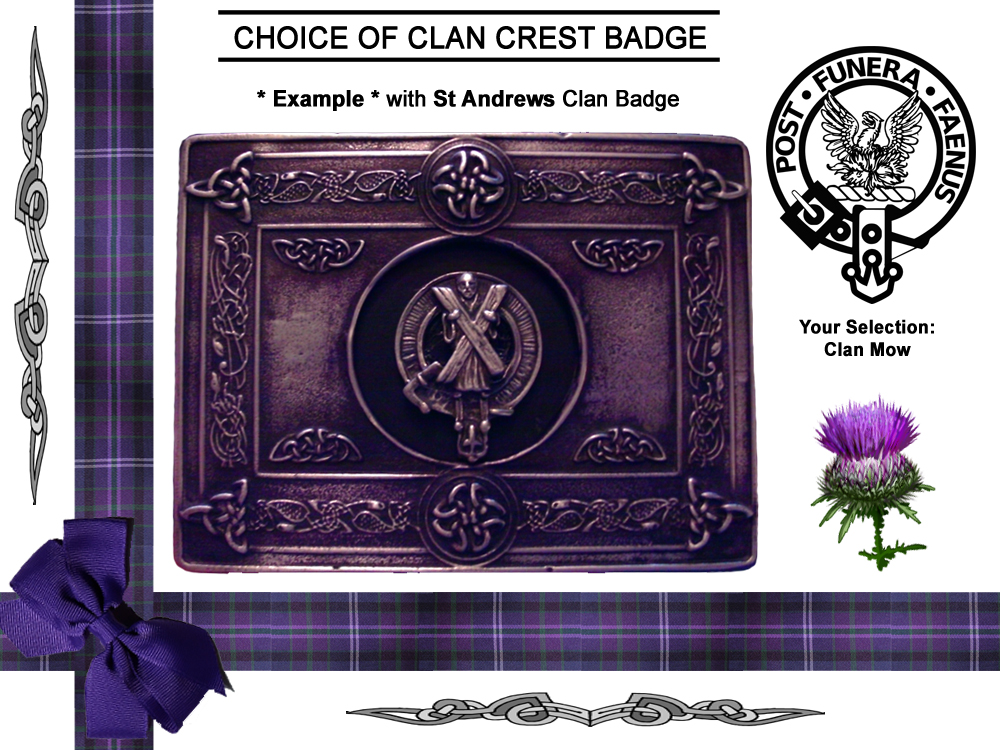 CHOICE OF CLAN CREST BADGE
* Example * with St Andrews Clan Badge
POST • FUNERA • FAENUS
Your Selection:
Clan Mow